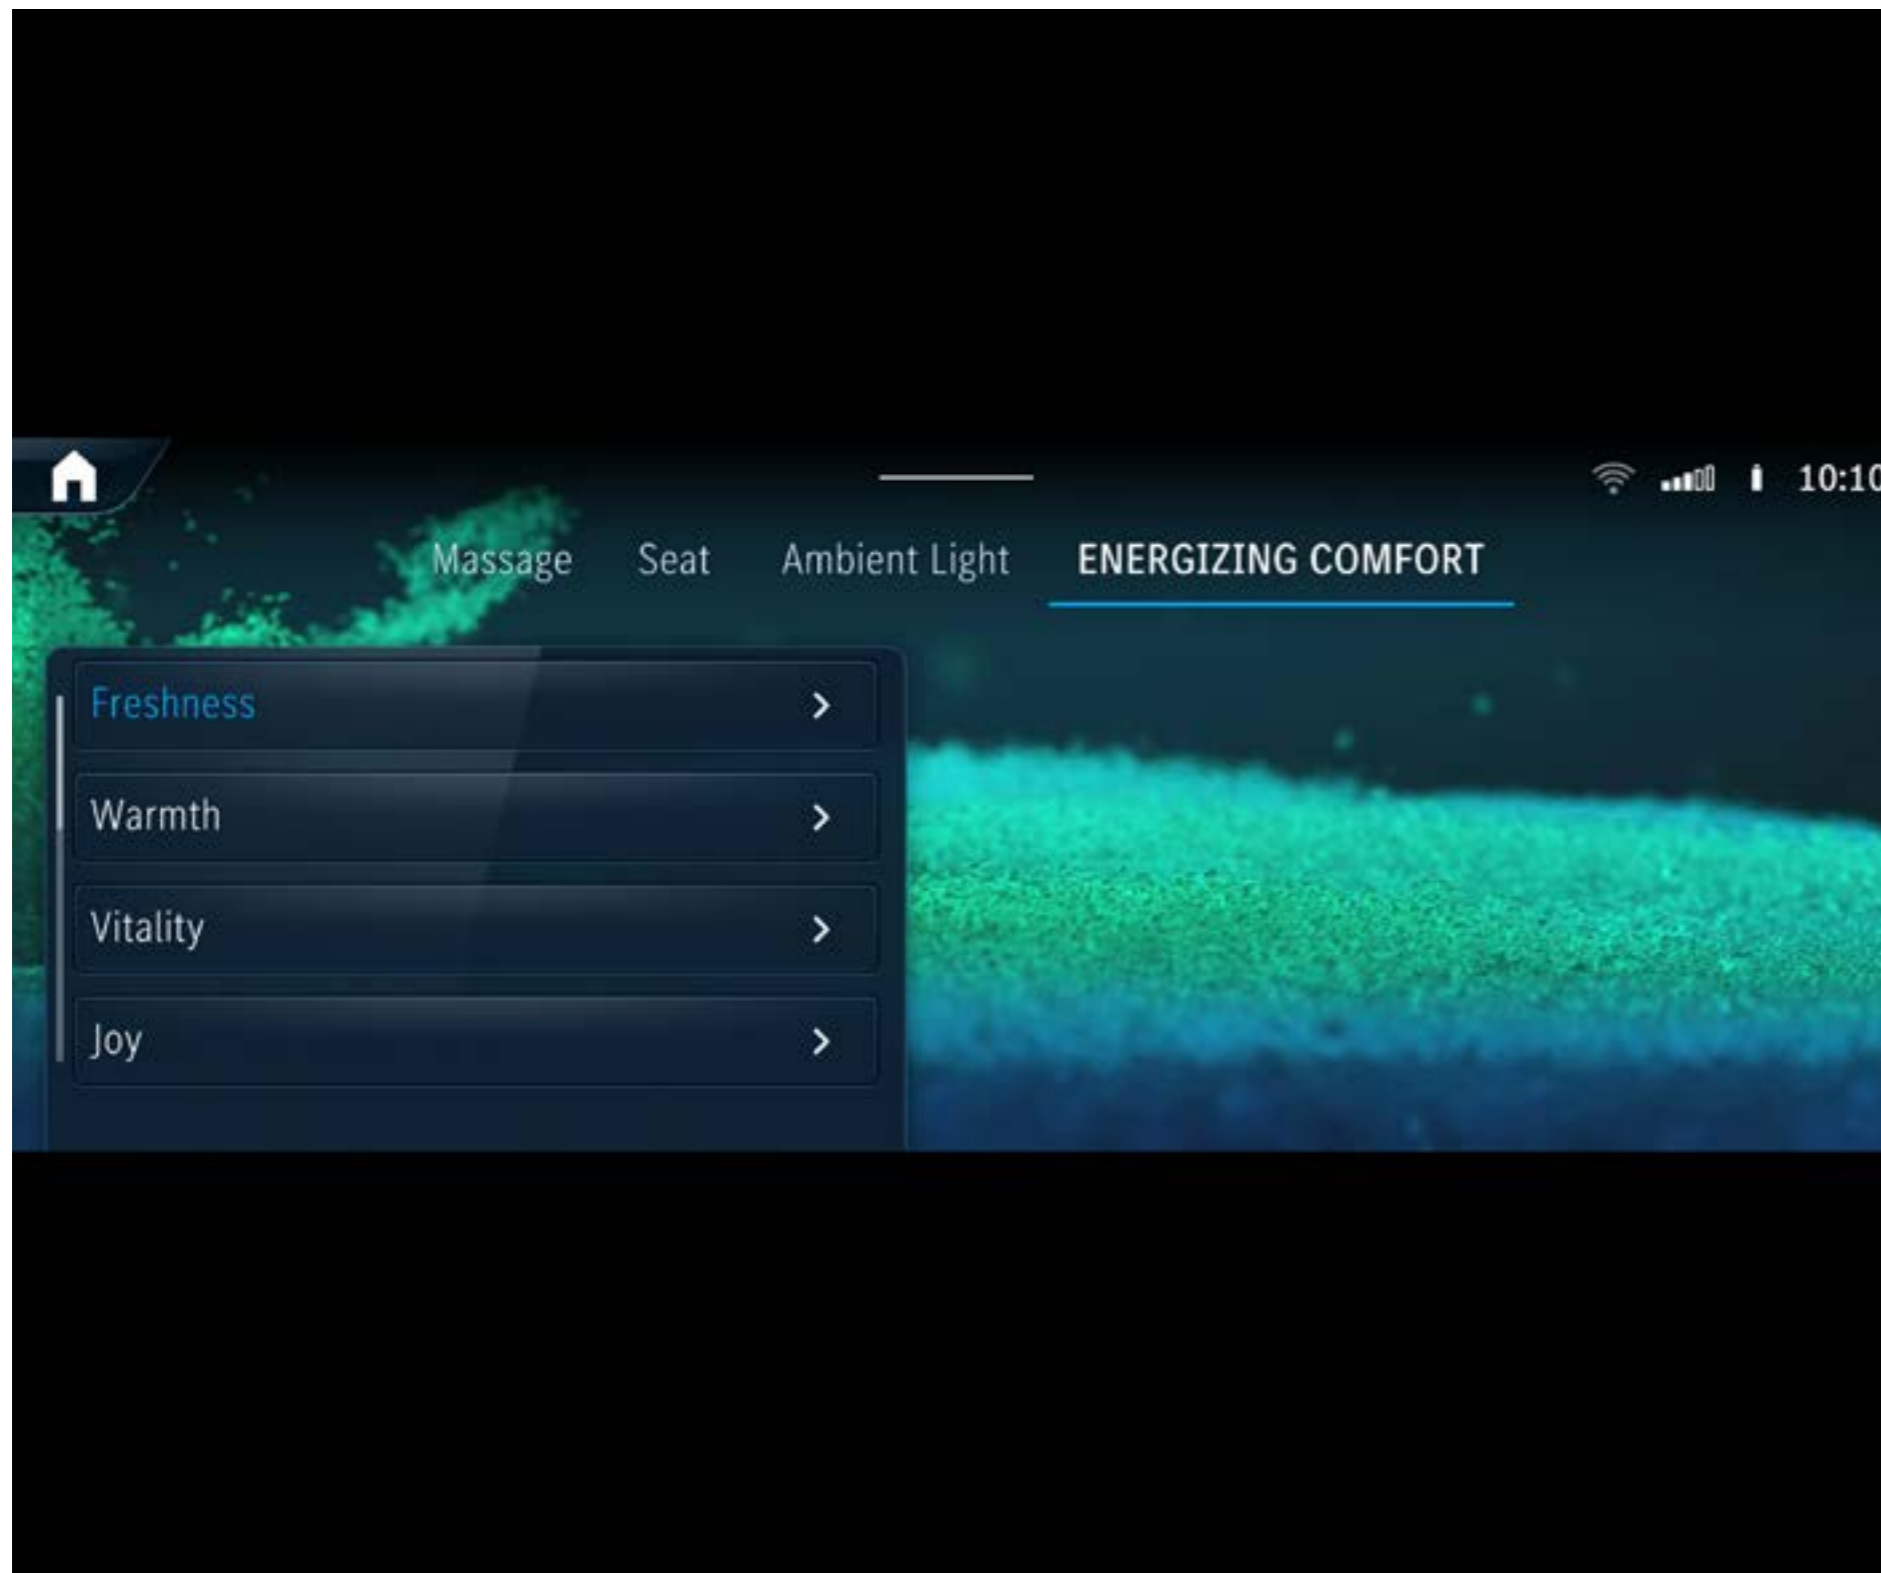 10:10
Massage Seat Ambient Light ENERGIZING COMFORT
Freshness
Warmth
Vitality
Joy